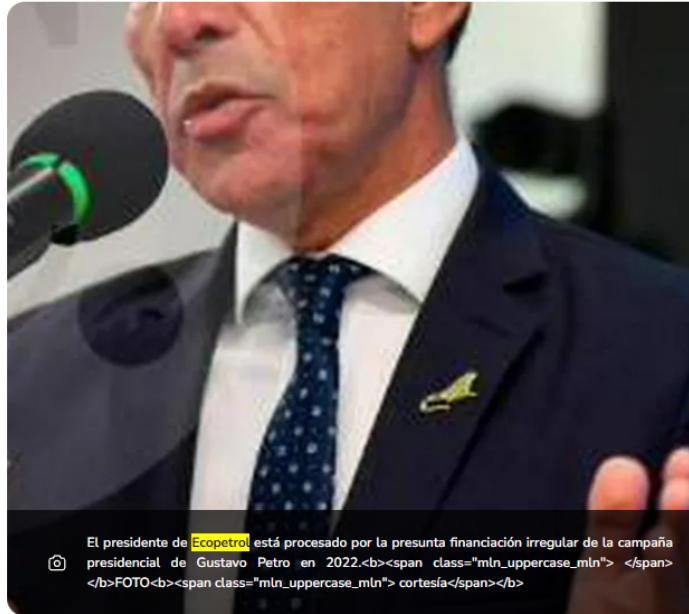 El presidente de Ecopetrol está procesado por la presunta financiación irregular de la campaña
presidencial de Gustavo Petro en 2022.<b><span class="mln_uppercase_mln"> </span>
</b>FOTO<b><span class="mln_uppercase_mln"> cortesía</span></b>